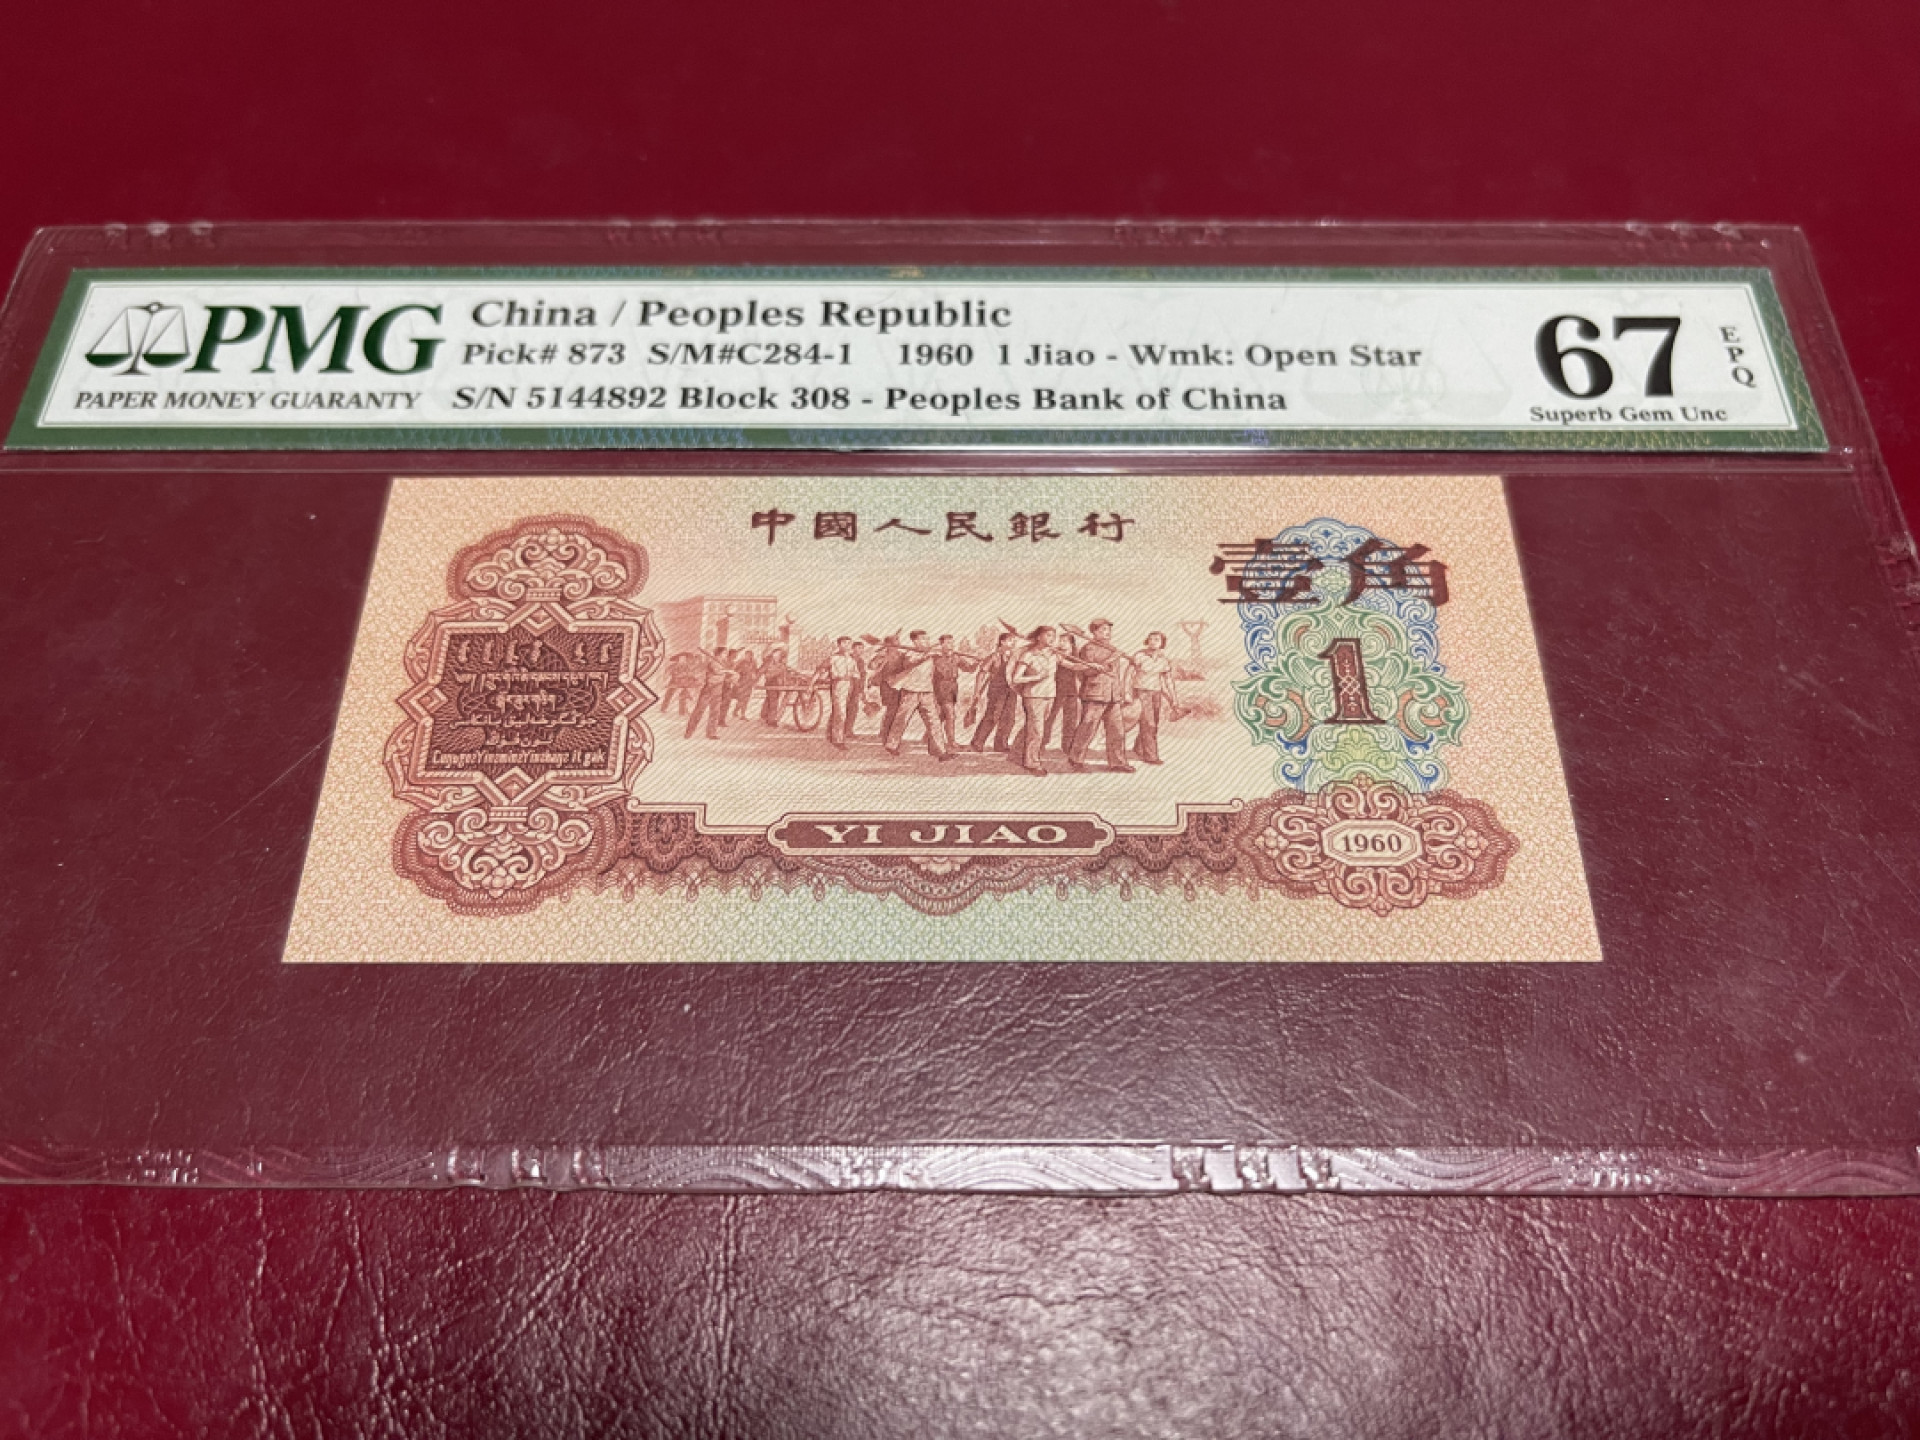 PMG
PAPER MONEY GUARANTY
China / Peoples Republic
Pick# 873 S/M#C284-1 1960 1 Jiao - Wmk: Open Star
S/N 5144892 Block 308 - Peoples Bank of China
67
EPQ
Superb Gem Unc
中國人民銀行
壹角
1
YI JIAO
1960